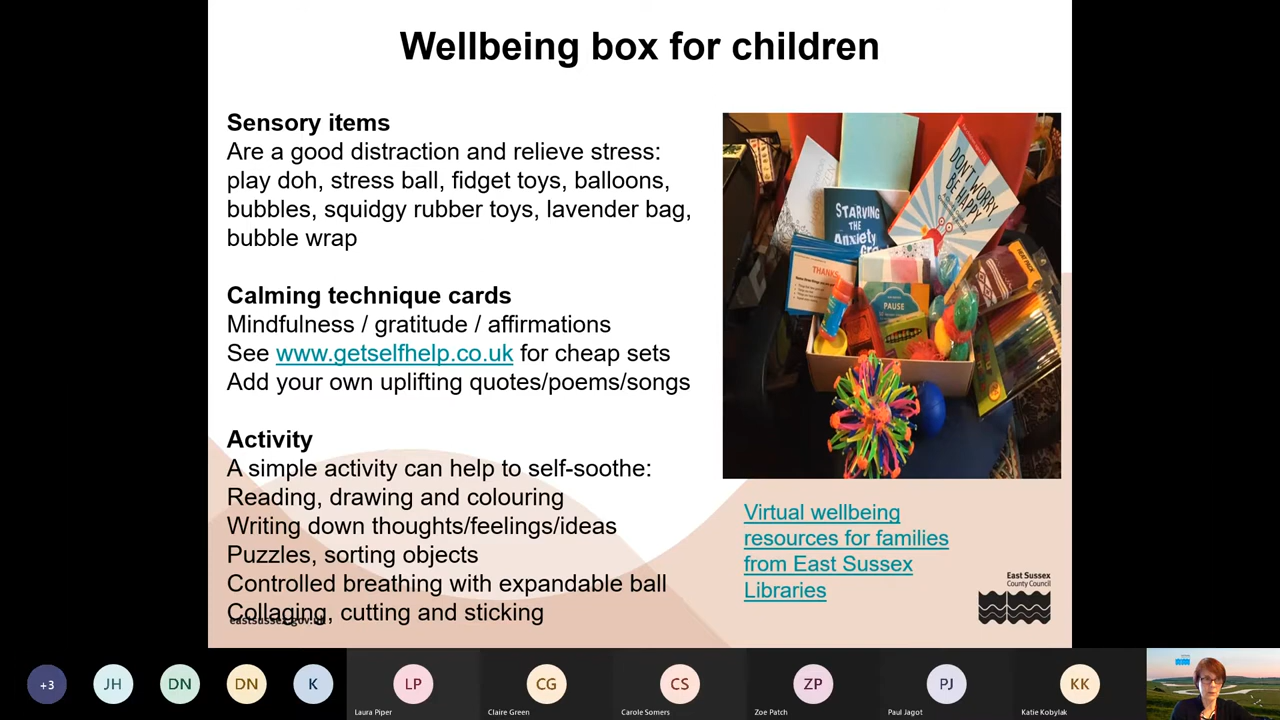 Wellbeing box for children
Sensory items
Are a good distraction and relieve stress:
play doh, stress ball, fidget toys, balloons,
bubbles, squidgy rubber toys, lavender bag,
bubble wrap
Calming technique cards
Mindfulness / gratitude / affirmations
See www.getselfhelp.co.uk for cheap sets
Add your own uplifting quotes/poems/songs
Activity
A simple activity can help to self-soothe:
Reading, drawing and colouring
Writing down thoughts/feelings/ideas
Puzzles, sorting objects
Controlled breathing with expandable ball
Collaging, cutting and sticking
DON'T WORRY,
BE HAPPY
STARVING
THE
Anxiety
THANKS
PAUSE
HEAT PACK
Virtual wellbeing
resources for families
from East Sussex
Libraries
East Sussex
County Council
+3
JH
DN
DN
K
LP
CG
CS
ZP
PJ
KK
Laura Piper
Claire Green
Carole Somers
Zoe Patch
Paul Jagot
Katie Kobylak